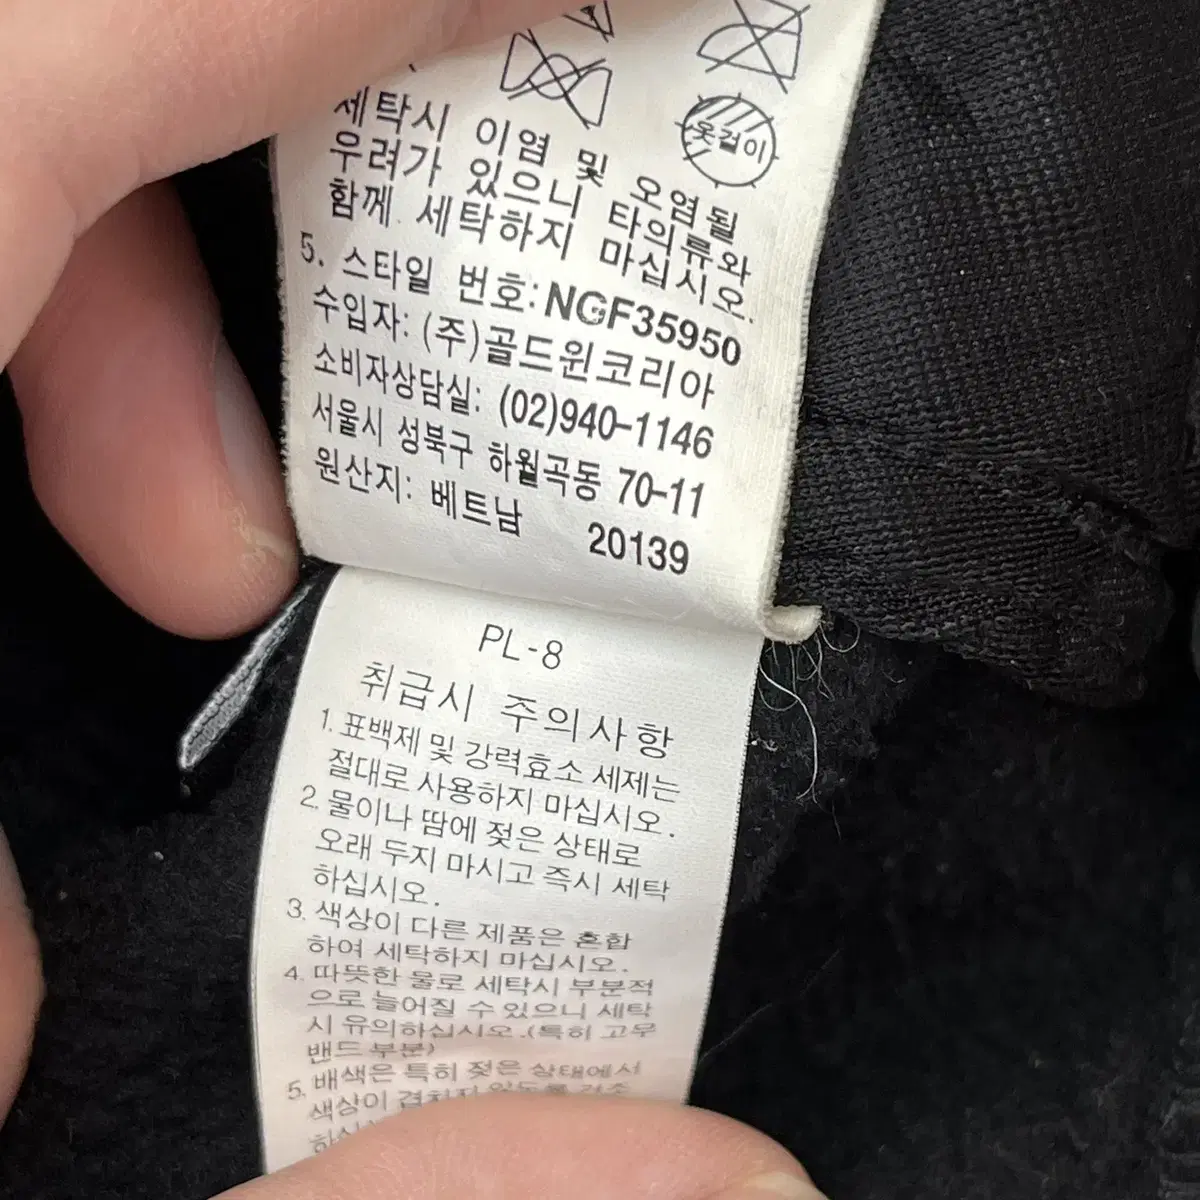 옷걸이
세탁시 이염 및 오염될
우려가 있으니 타의류와
함께 세탁하지 마십시오.
5. 스타일 번호: NGF35950
수입자: (주)골드윈코리아
소비자상담실: (02)940-1146
서울시 성북구 하월곡동 70-11
원산지: 베트남 20139
PL-8
취급시 주의사항
1. 표백제 및 강력효소 세제는
절대로 사용하지 마십시오.
2. 물이나 땀에 젖은 상태로
오래 두지 마시고 즉시 세탁
하십시오.
3. 색상이 다른 제품은 혼합
하여 세탁하지 마십시오.
4. 따뜻한 물로 세탁시 부분적
으로 늘어질 수 있으니 세탁
시 유의하십시오.(특히 고무
밴드 부분)
5. 배색은 특히 젖은 상태에서
색상이 겹치지